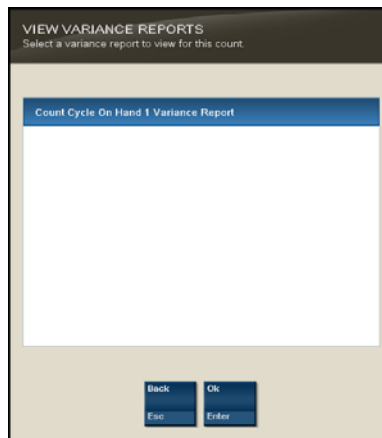 VIEW VARIANCE REPORTS
Select a variance report to view for this count.
Count Cycle On Hand 1 Variance Report
Back Ok
Esc Enter